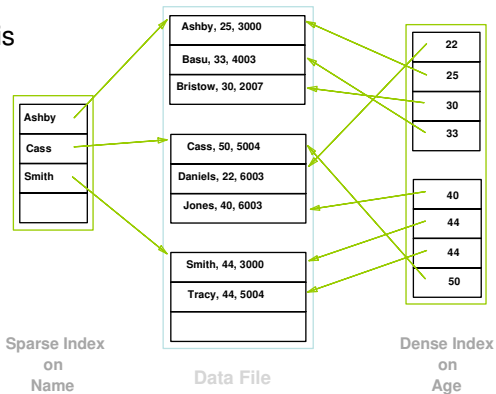 is
Ashby
Cass
Smith
Sparse Index
on
Name
Ashby, 25, 3000
Basu, 33, 4003
Bristow, 30, 2007
Cass, 50, 5004
Daniels, 22, 6003
Jones, 40, 6003
Smith, 44, 3000
Tracy, 44, 5004
Data File
22
25
30
33
40
44
44
50
Dense Index
on
Age